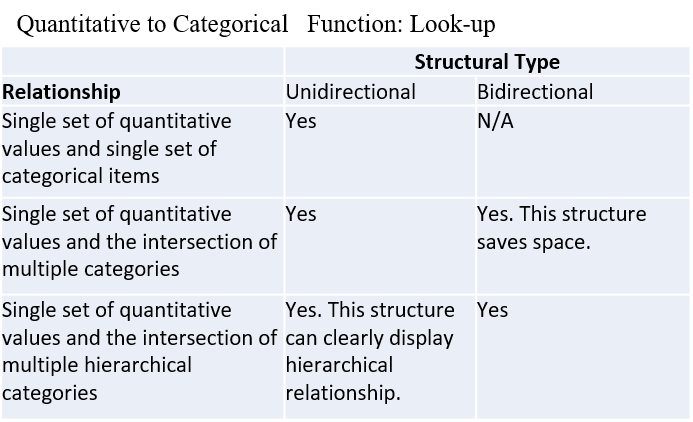 Quantitative to Categorical   Function: Look-up
Structural Type
Relationship
Unidirectional
Bidirectional
Single set of quantitative
values and single set of
categorical items
Yes
N/A
Single set of quantitative
values and the intersection of
multiple categories
Yes
Yes. This structure
saves space.
Single set of quantitative
values and the intersection of
multiple hierarchical
categories
Yes. This structure
can clearly display
hierarchical
relationship.
Yes